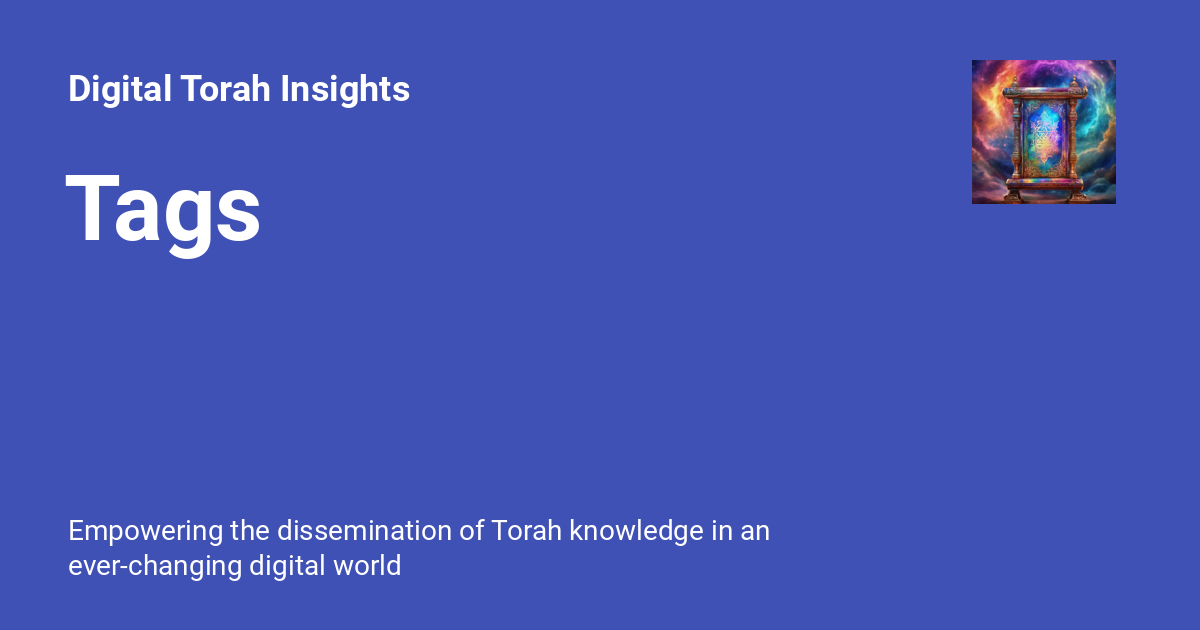 Digital Torah Insights
Tags
Empowering the dissemination of Torah knowledge in an
ever-changing digital world